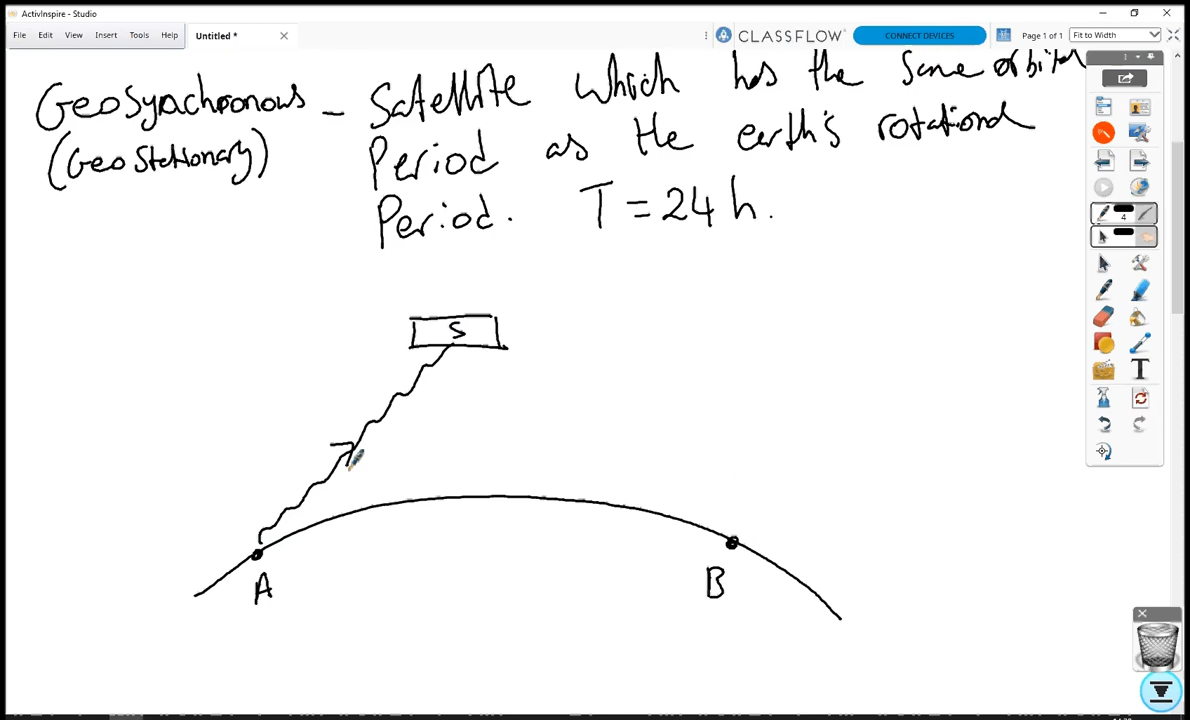 ActivInspire - Studio
File Edit View Insert Tools Help Untitled * CLASSFLOW CONNECT DEVICES Page 1 of 1 Fit to Width
Geosynchronous - Satellite which has the same orbital
(Geostationary) Period as the earth's rotational
Period. T = 24 h.
4
T
S
A
B